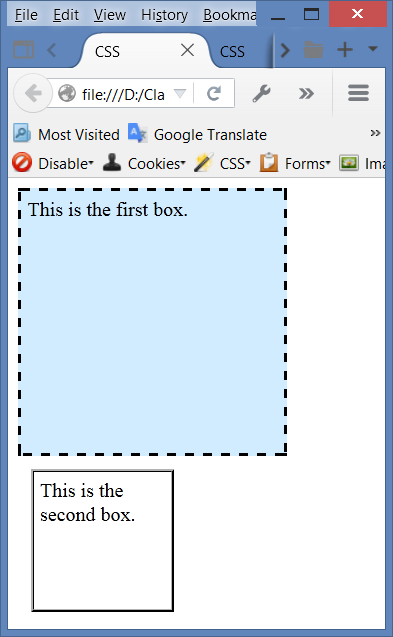 File Edit View History Bookma
CSS CSS
file:///D:/Cla
Most Visited Google Translate
Disable Cookies CSS Forms Ima
This is the first box.
This is the
second box.